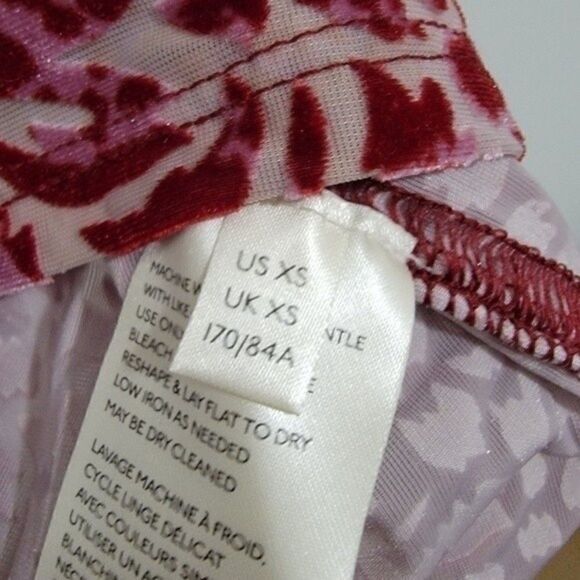 US XS
UK XS
170/84A
MACHINE
WITH LIKE NTLE
USE ONLY
BLEACH
RESHAPE & LAY FLAT TO DRY
LOW IRON AS NEEDED
MAY BE DRY CLEANED
LAVAGE MACHINE À FROID,
CYCLE LINGE DÉLICAT
AVEC COULEURS
UTILISER UN